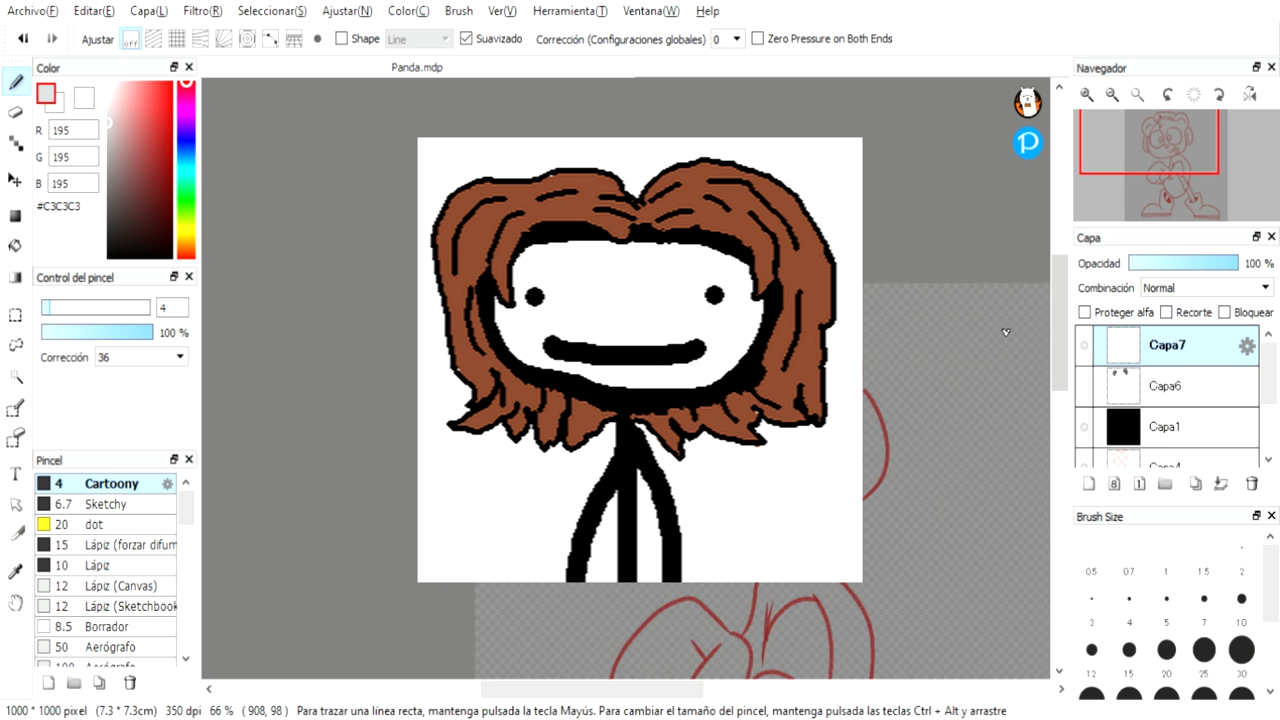 Archivo(F) Editar(E) Capa(L) Filtro(R) Seleccionar(S) Ajustar(N) Color(C) Brush Ver(V) Herramienta(T) Ventana(W) Help
Ajustar off Shape Line Suavizado Corrección (Configuraciones globales) 0 Zero Pressure on Both Ends
Color
Panda.mdp
Navegador
R 195
G 195
B 195
#C3C3C3
Capa
Opacidad 100 %
Control del pincel
Combinación Normal
4
Proteger alfa Recorte Bloquear
100 %
Capa7
Corrección 36
Capa6
Capa1
Capa4
Pincel
4 Cartoony
6.7 Sketchy
20 dot
15 Lápiz (forzar difum
10 Lápiz
12 Lápiz (Canvas)
12 Lápiz (Sketchbook
8.5 Borrador
50 Aerógrafo
100 Aerógrafo
Brush Size
0.5 0.7 1 1.5 2
3 4 5 7 10
12 15 20 25 30
1000 * 1000 pixel (7.3 * 7.3cm) 350 dpi 66 % ( 908, 98 ) Para trazar una línea recta, mantenga pulsada la tecla Mayús. Para cambiar el tamaño del pincel, mantenga pulsadas las teclas Ctrl + Alt y arrastre